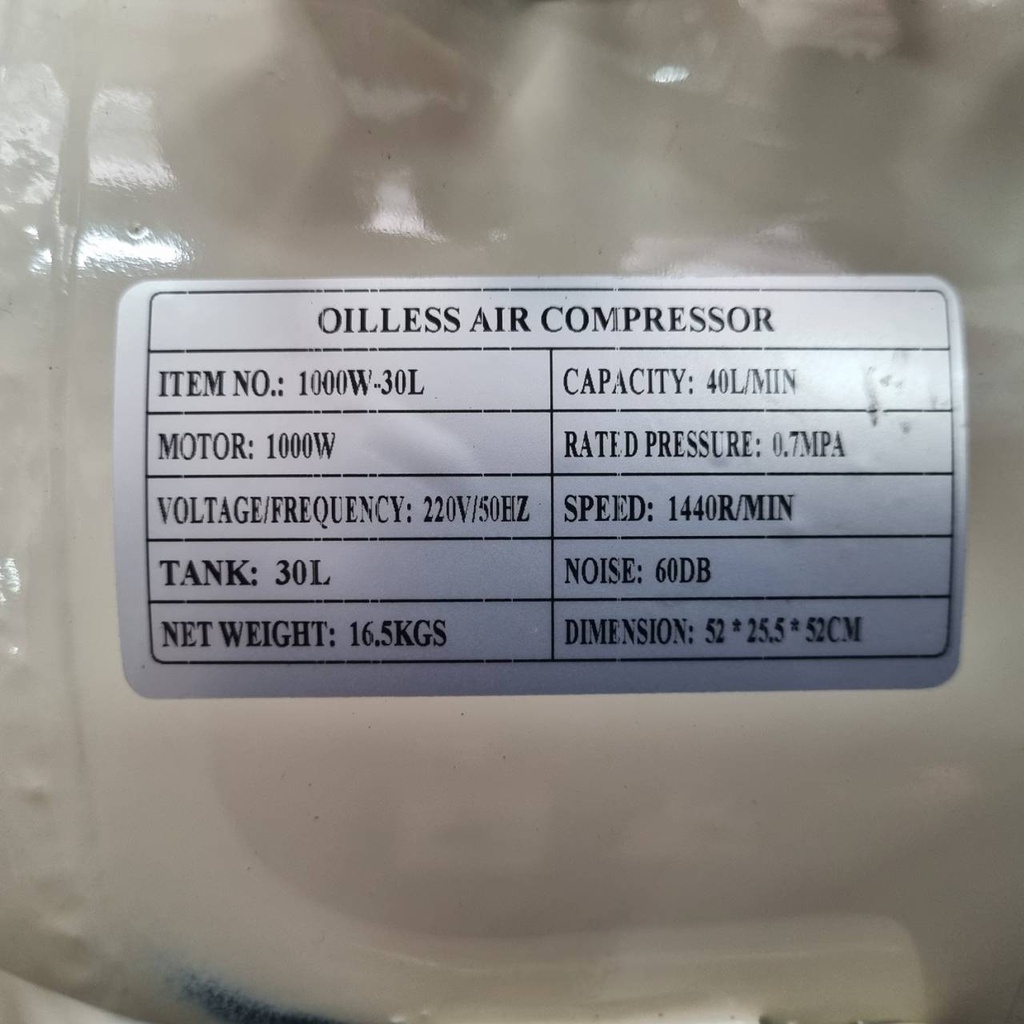 OILLESS AIR COMPRESSOR
ITEM NO.: 1000W-30L
CAPACITY: 40L/MIN
MOTOR: 1000W
RATED PRESSURE: 0.7MPA
VOLTAGE/FREQUENCY: 220V/50HZ
SPEED: 1440R/MIN
TANK: 30L
NOISE: 60DB
NET WEIGHT: 16.5KGS
DIMENSION: 52 * 25.5 * 52CM